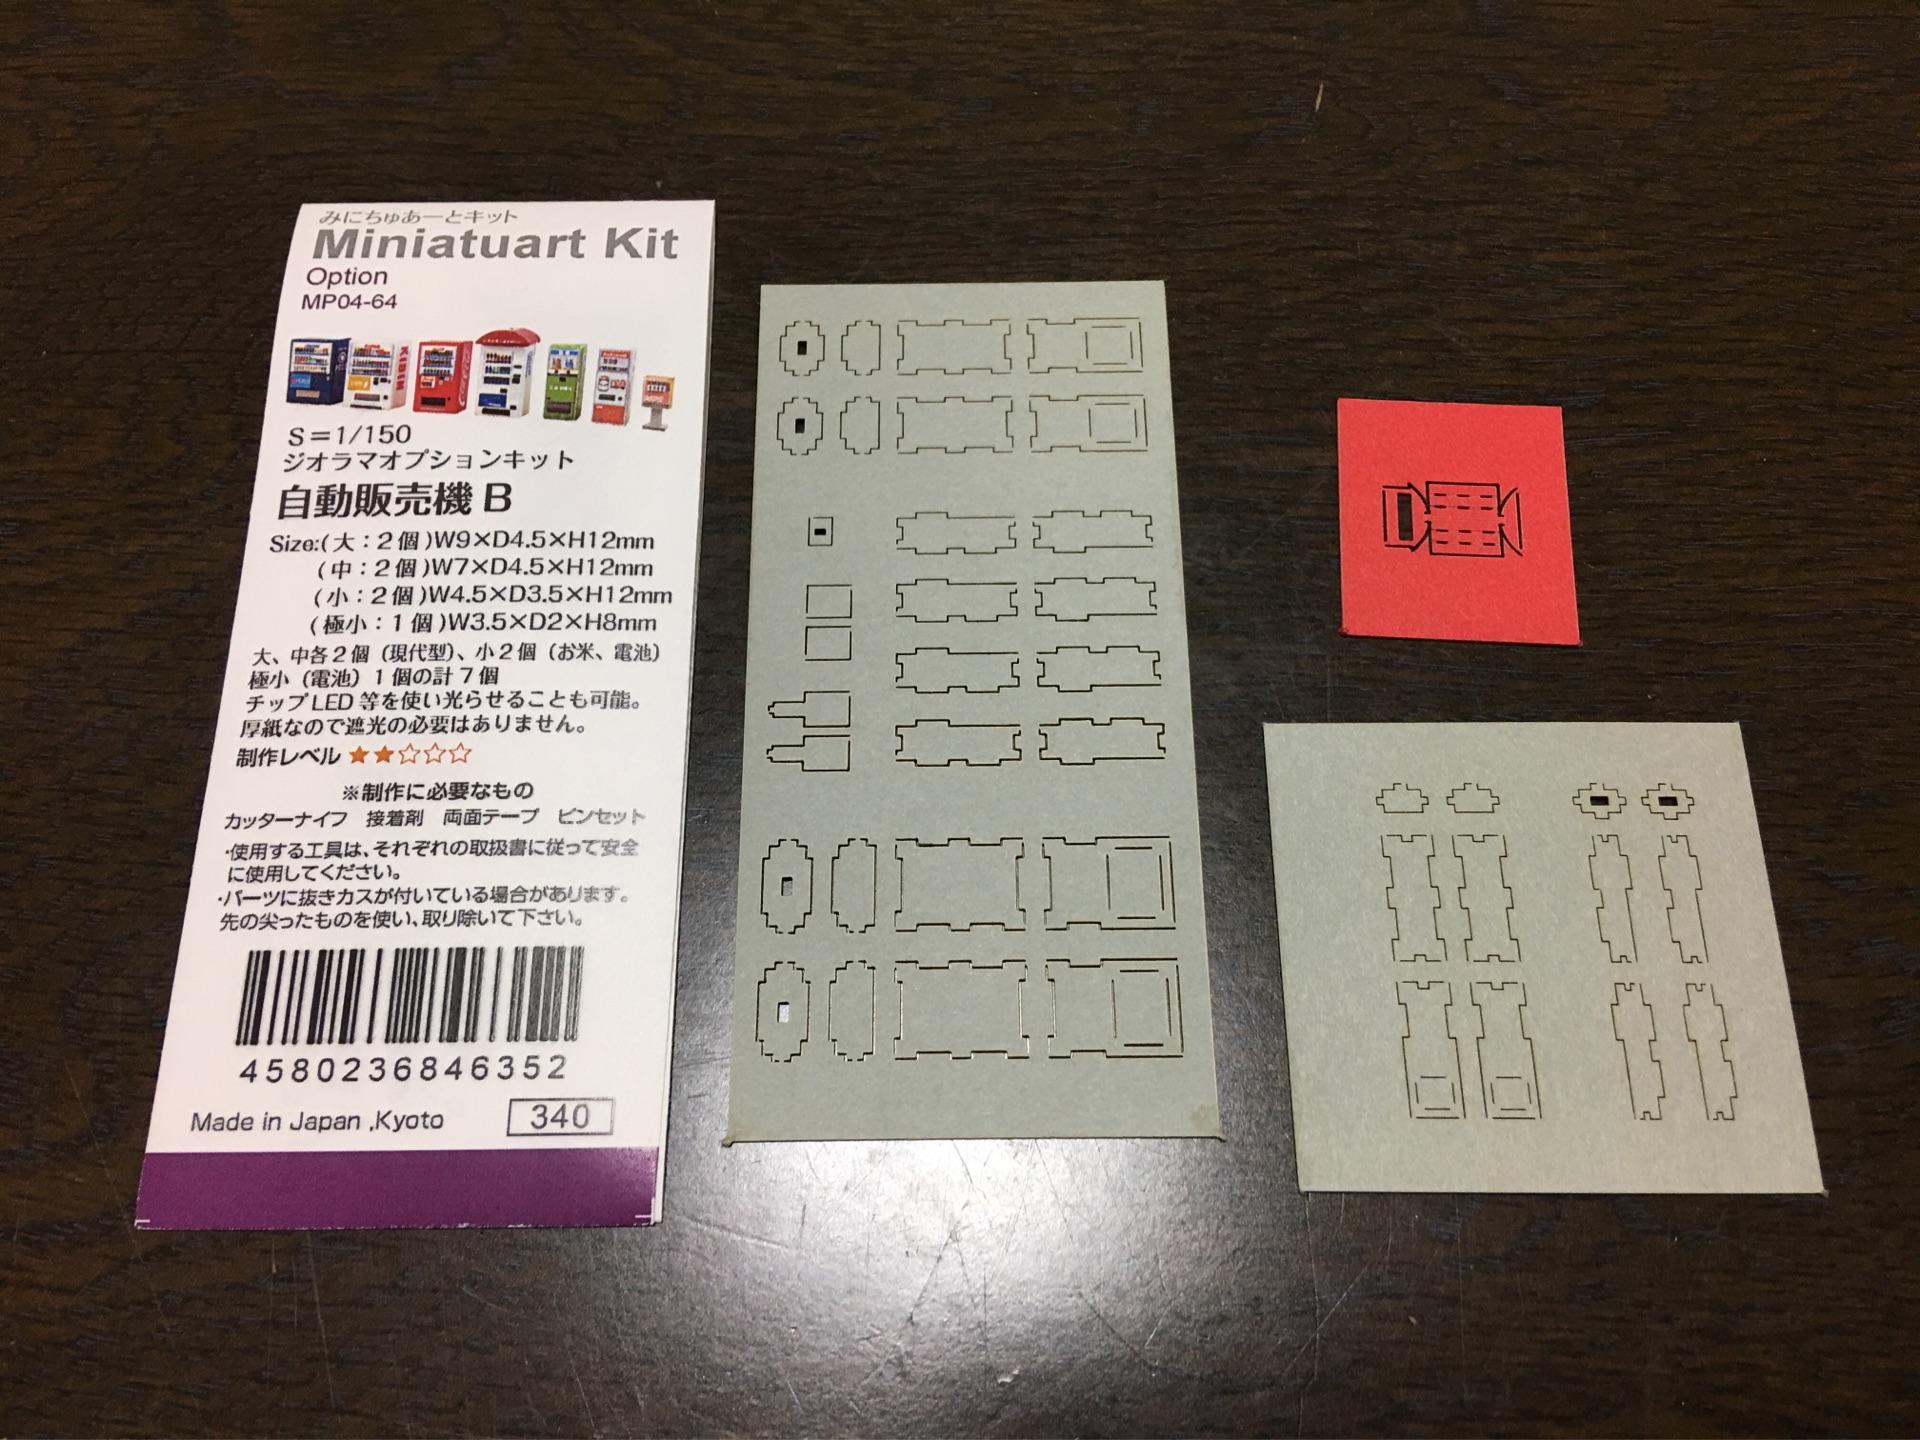 みにちゅあーとキット
Miniatuart Kit
Option
MP04-64
S=1/150
ジオラマオプションキット
自動販売機 B
Size:(大：2個)W9×D4.5×H12mm
(中：2個)W7×D4.5×H12mm
(小：2個)W4.5×D3.5×H12mm
(極小：1個)W3.5×D2×H8mm
大、中各2個（現代型）、小2個（お米、電池）
極小（電池）1個の計7個
チップLED等を使い光らせることも可能。
厚紙なので遮光の必要はありません。
制作レベル ★★☆☆☆
※制作に必要なもの
カッターナイフ 接着剤 両面テープ ピンセット
・使用する工具は、それぞれの取扱書に従って安全
に使用してください。
・パーツに抜きカスが付いている場合があります。
先の尖ったものを使い、取り除いて下さい。
4580236846352
Made in Japan ,Kyoto
340